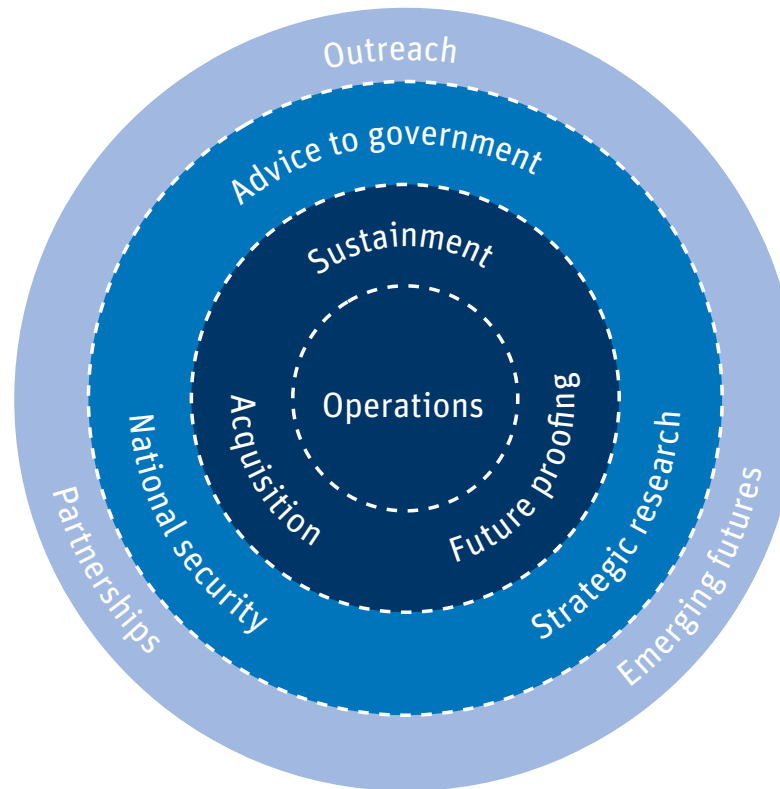 Outreach
Advice to government
Sustainment
Operations
Acquisition
Future proofing
National security
Strategic research
Partnerships
Emerging futures